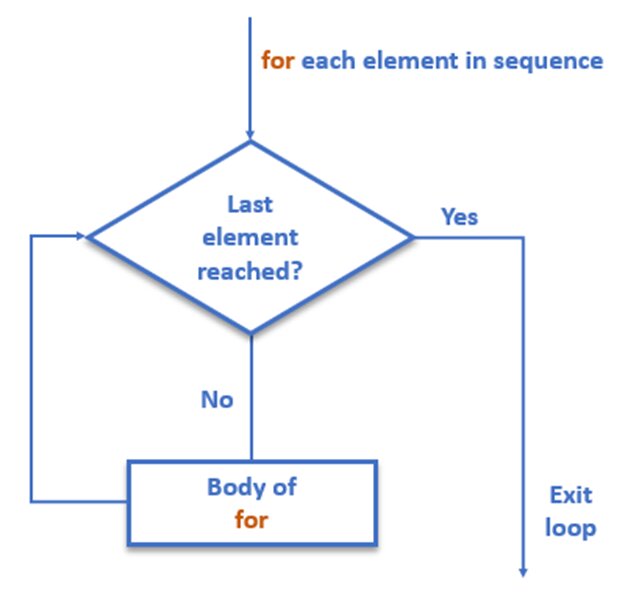 for each element in sequence
Last
element
reached?
Yes
No
Body of
for
Exit
loop